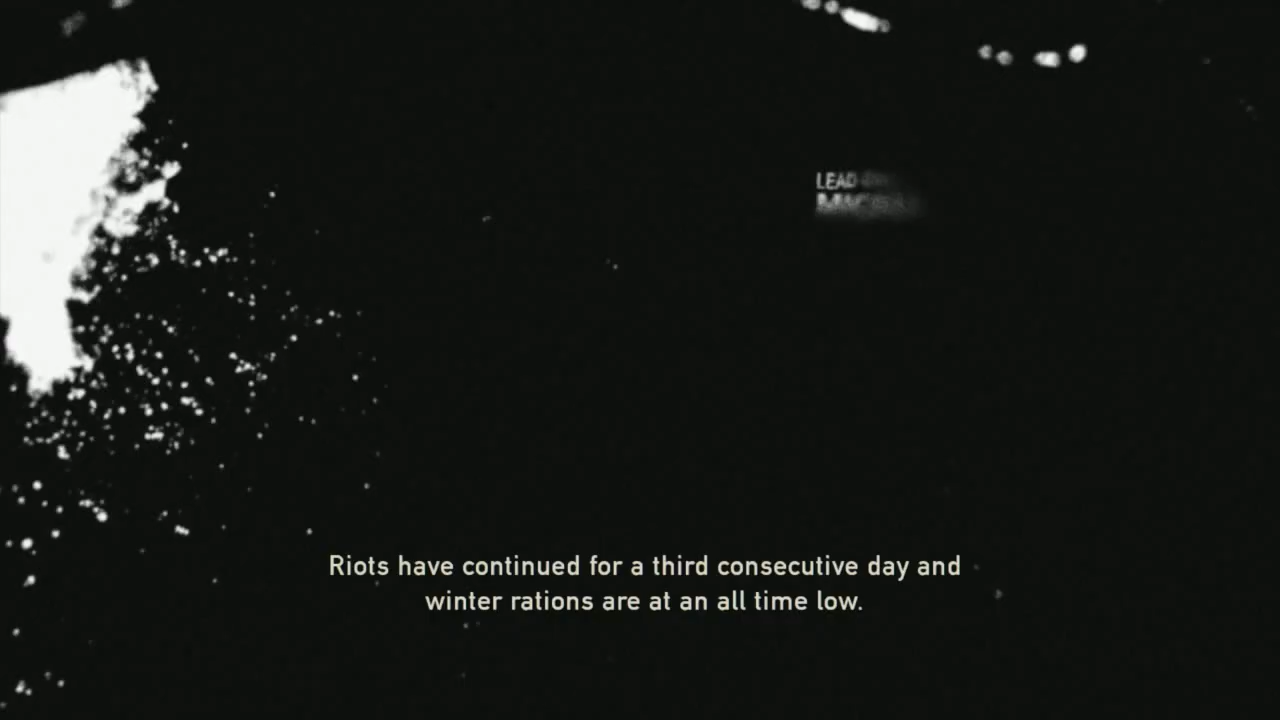 LEAD
Riots have continued for a third consecutive day and
winter rations are at an all time low.